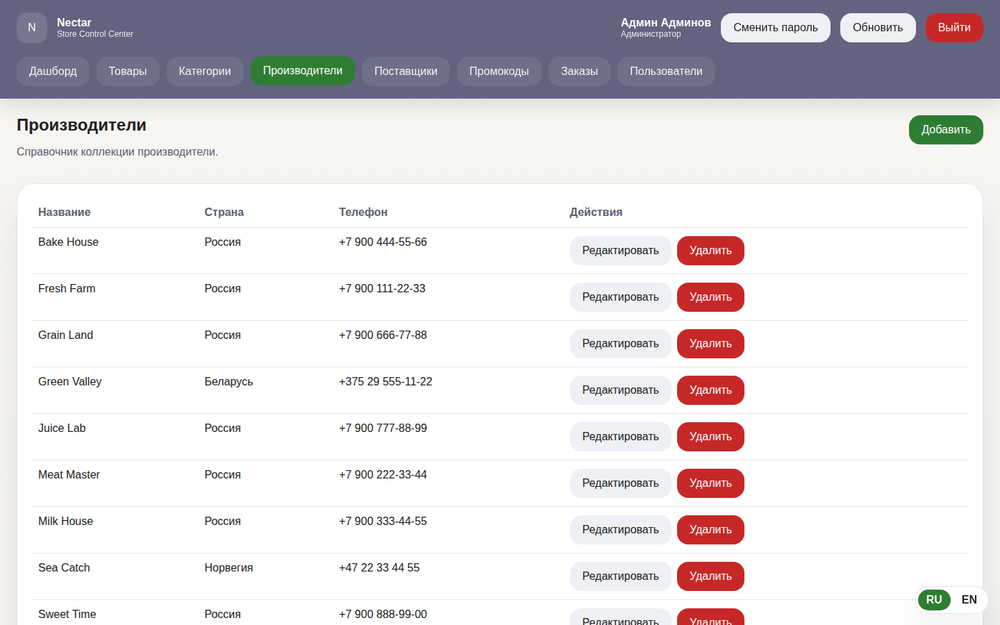 N
Nectar
Store Control Center
Админ Админов
Администратор
Сменить пароль
Обновить
Выйти
Дашборд
Товары
Категории
Производители
Поставщики
Промокоды
Заказы
Пользователи
Производители
Справочник коллекции производители.
Добавить
Название Страна Телефон Действия
Bake House Россия +7 900 444-55-66 Редактировать Удалить
Fresh Farm Россия +7 900 111-22-33 Редактировать Удалить
Grain Land Россия +7 900 666-77-88 Редактировать Удалить
Green Valley Беларусь +375 29 555-11-22 Редактировать Удалить
Juice Lab Россия +7 900 777-88-99 Редактировать Удалить
Meat Master Россия +7 900 222-33-44 Редактировать Удалить
Milk House Россия +7 900 333-44-55 Редактировать Удалить
Sea Catch Норвегия +47 22 33 44 55 Редактировать Удалить
Sweet Time Россия +7 900 888-99-00 Редактировать Удалить
RU EN